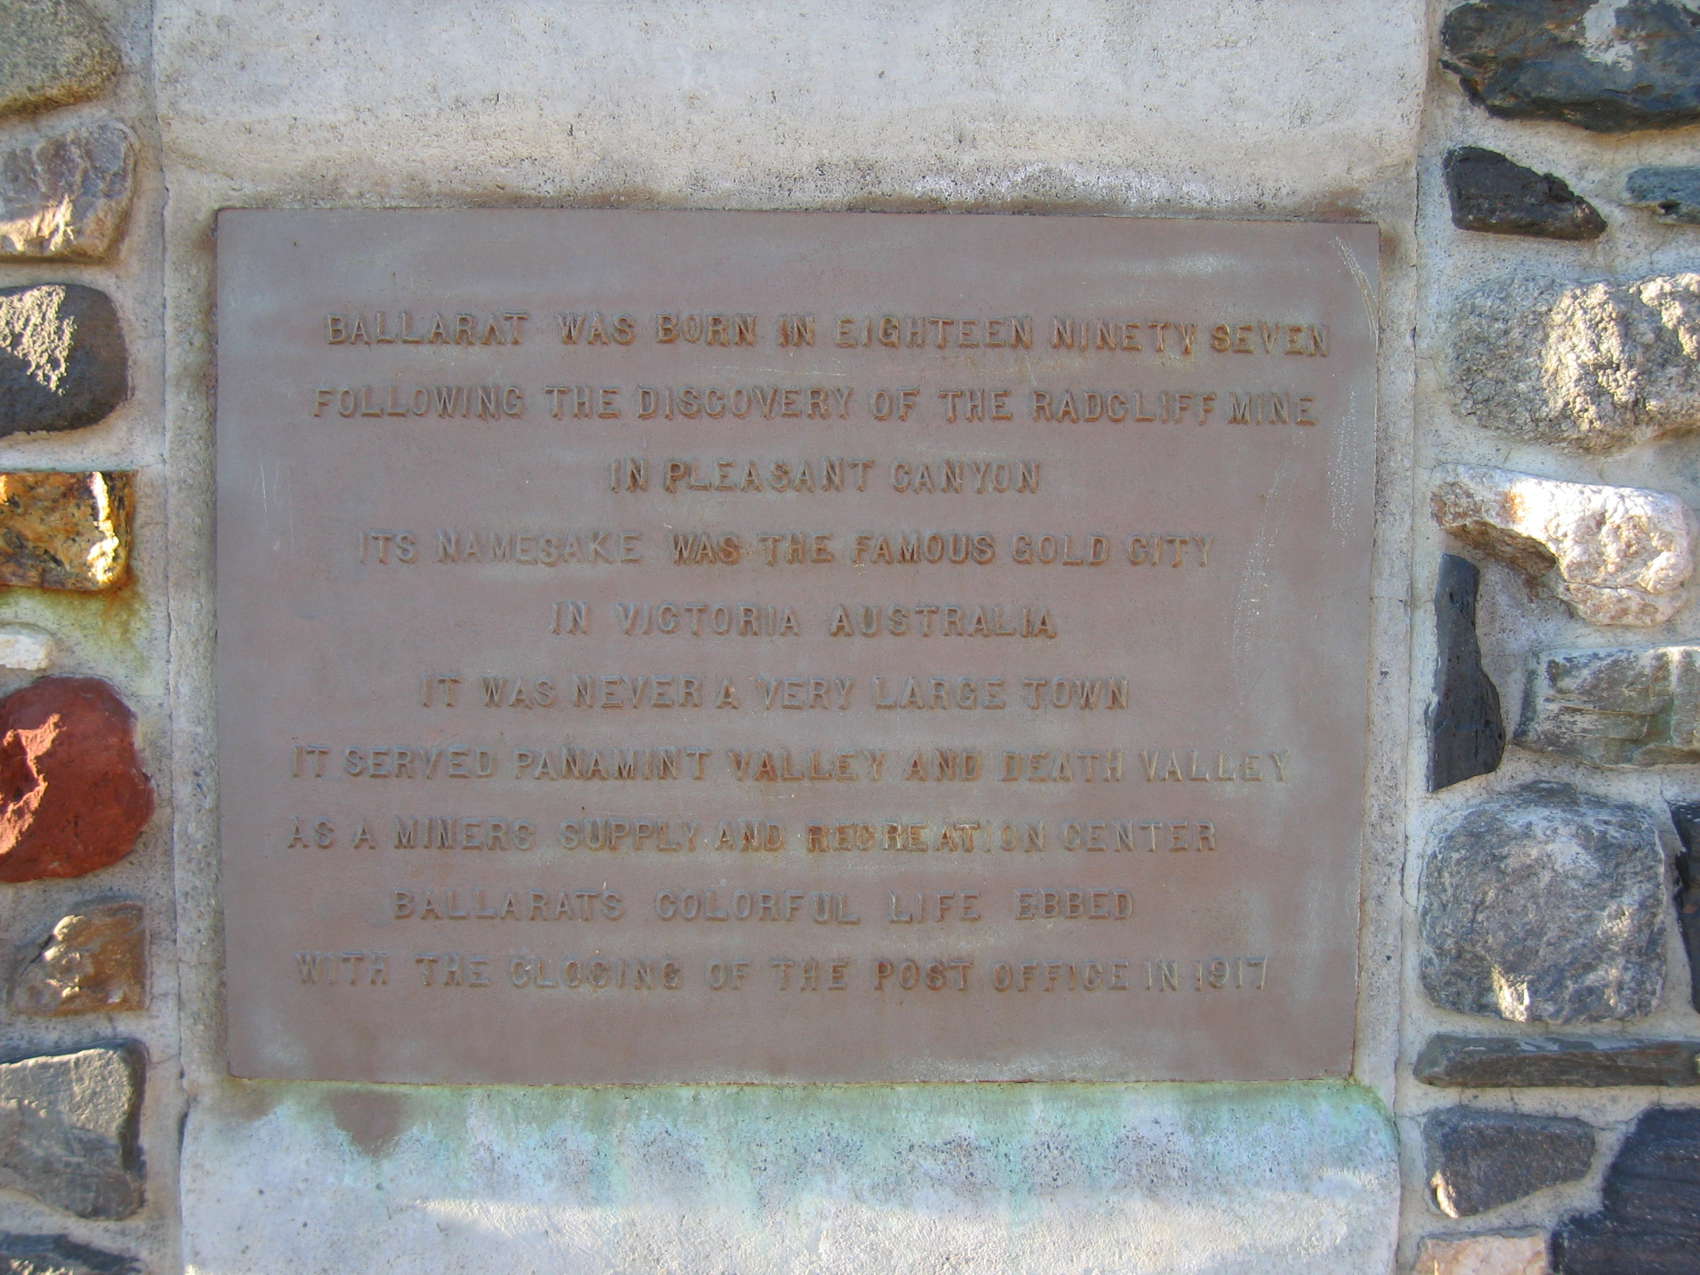 BALLARAT WAS BORN IN EIGHTEEN NINETY SEVEN
FOLLOWING THE DISCOVERY OF THE RADCLIFF MINE
IN PLEASANT CANYON
ITS NAMESAKE WAS THE FAMOUS GOLD CITY
IN VICTORIA AUSTRALIA
IT WAS NEVER A VERY LARGE TOWN
IT SERVED PANAMINT VALLEY AND DEATH VALLEY
AS A MINERS SUPPLY AND RECREATION CENTER
BALLARATS COLORFUL LIFE EBBED
WITH THE CLOSING OF THE POST OFFICE IN 1917